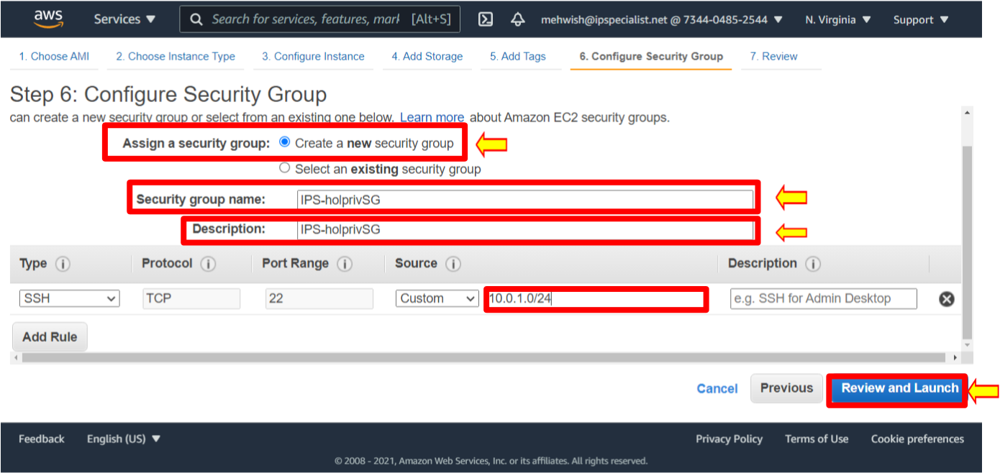 aws Services ▼ Search for services, features, mark [Alt+S] mehwish@ipspecialist.net @ 7344-0485-2544 ▼ N. Virginia ▼ Support ▼
1. Choose AMI 2. Choose Instance Type 3. Configure Instance 4. Add Storage 5. Add Tags 6. Configure Security Group 7. Review
Step 6: Configure Security Group
can create a new security group or select from an existing one below. Learn more about Amazon EC2 security groups.
Assign a security group: Create a new security group
Select an existing security group
Security group name: IPS-holprivSG
Description: IPS-holprivSG
Type i Protocol i Port Range i Source i Description i
SSH TCP 22 Custom 10.0.1.0/24 e.g. SSH for Admin Desktop
Add Rule
Cancel Previous Review and Launch
Feedback English (US) ▼ Privacy Policy Terms of Use Cookie preferences
© 2008 - 2021, Amazon Web Services, Inc. or its affiliates. All rights reserved.